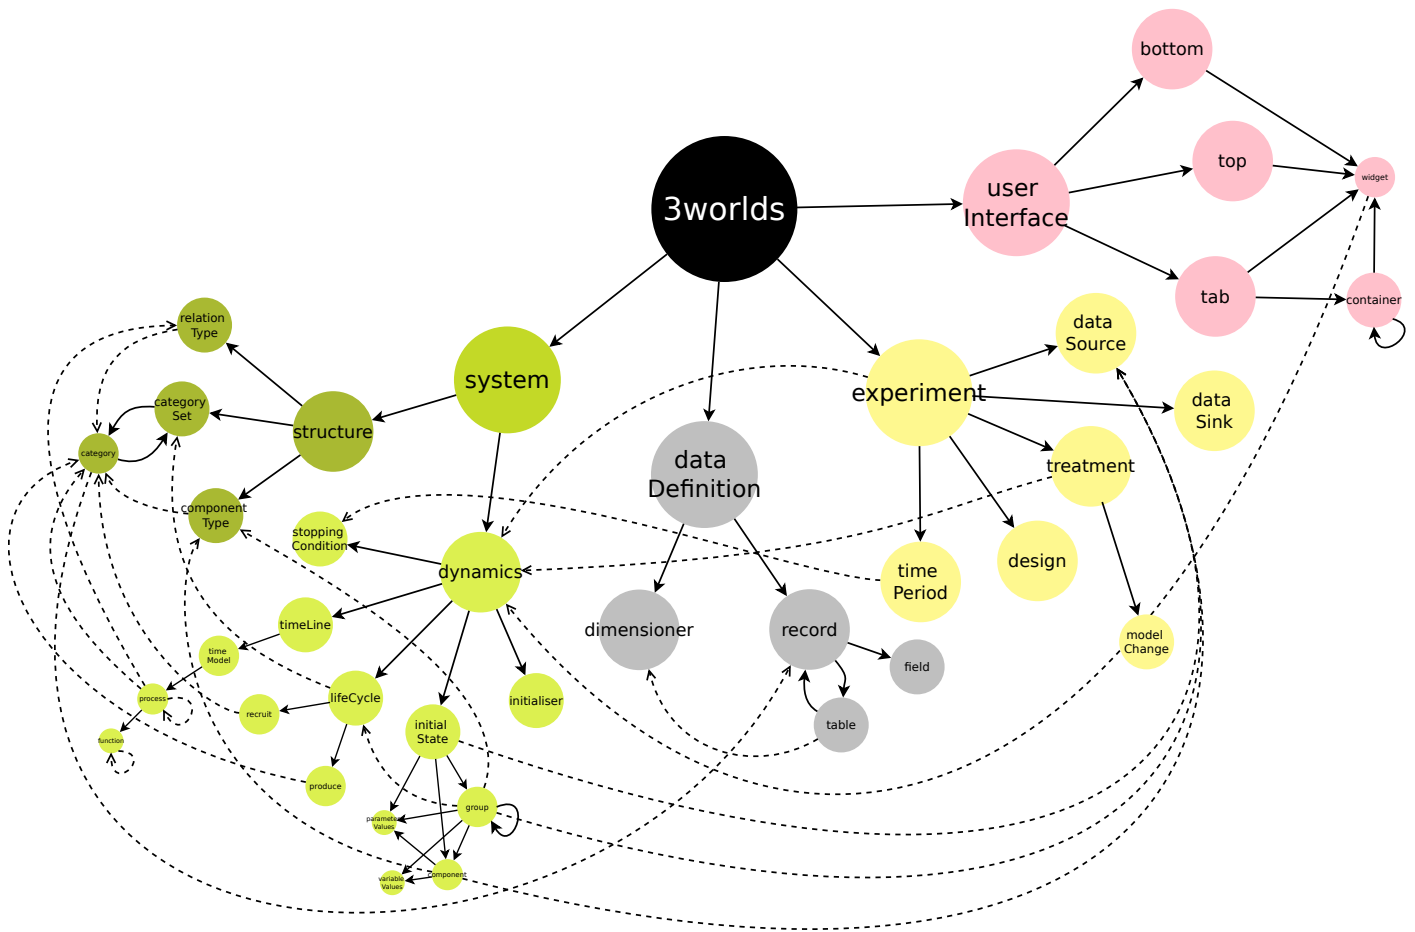 bottom
top
widget
user
Interface
3worlds
tab
container
relation
Type
data
Source
system
experiment
category
Set
data
Sink
structure
category
treatment
data
Definition
component
Type
stopping
Condition
dynamics
design
time
Period
timeLine
dimensioner
record
model
Change
time
Model
field
process
lifeCycle
initialiser
recruit
initial
State
table
function
produce
group
parameter
Values
component
variable
Values